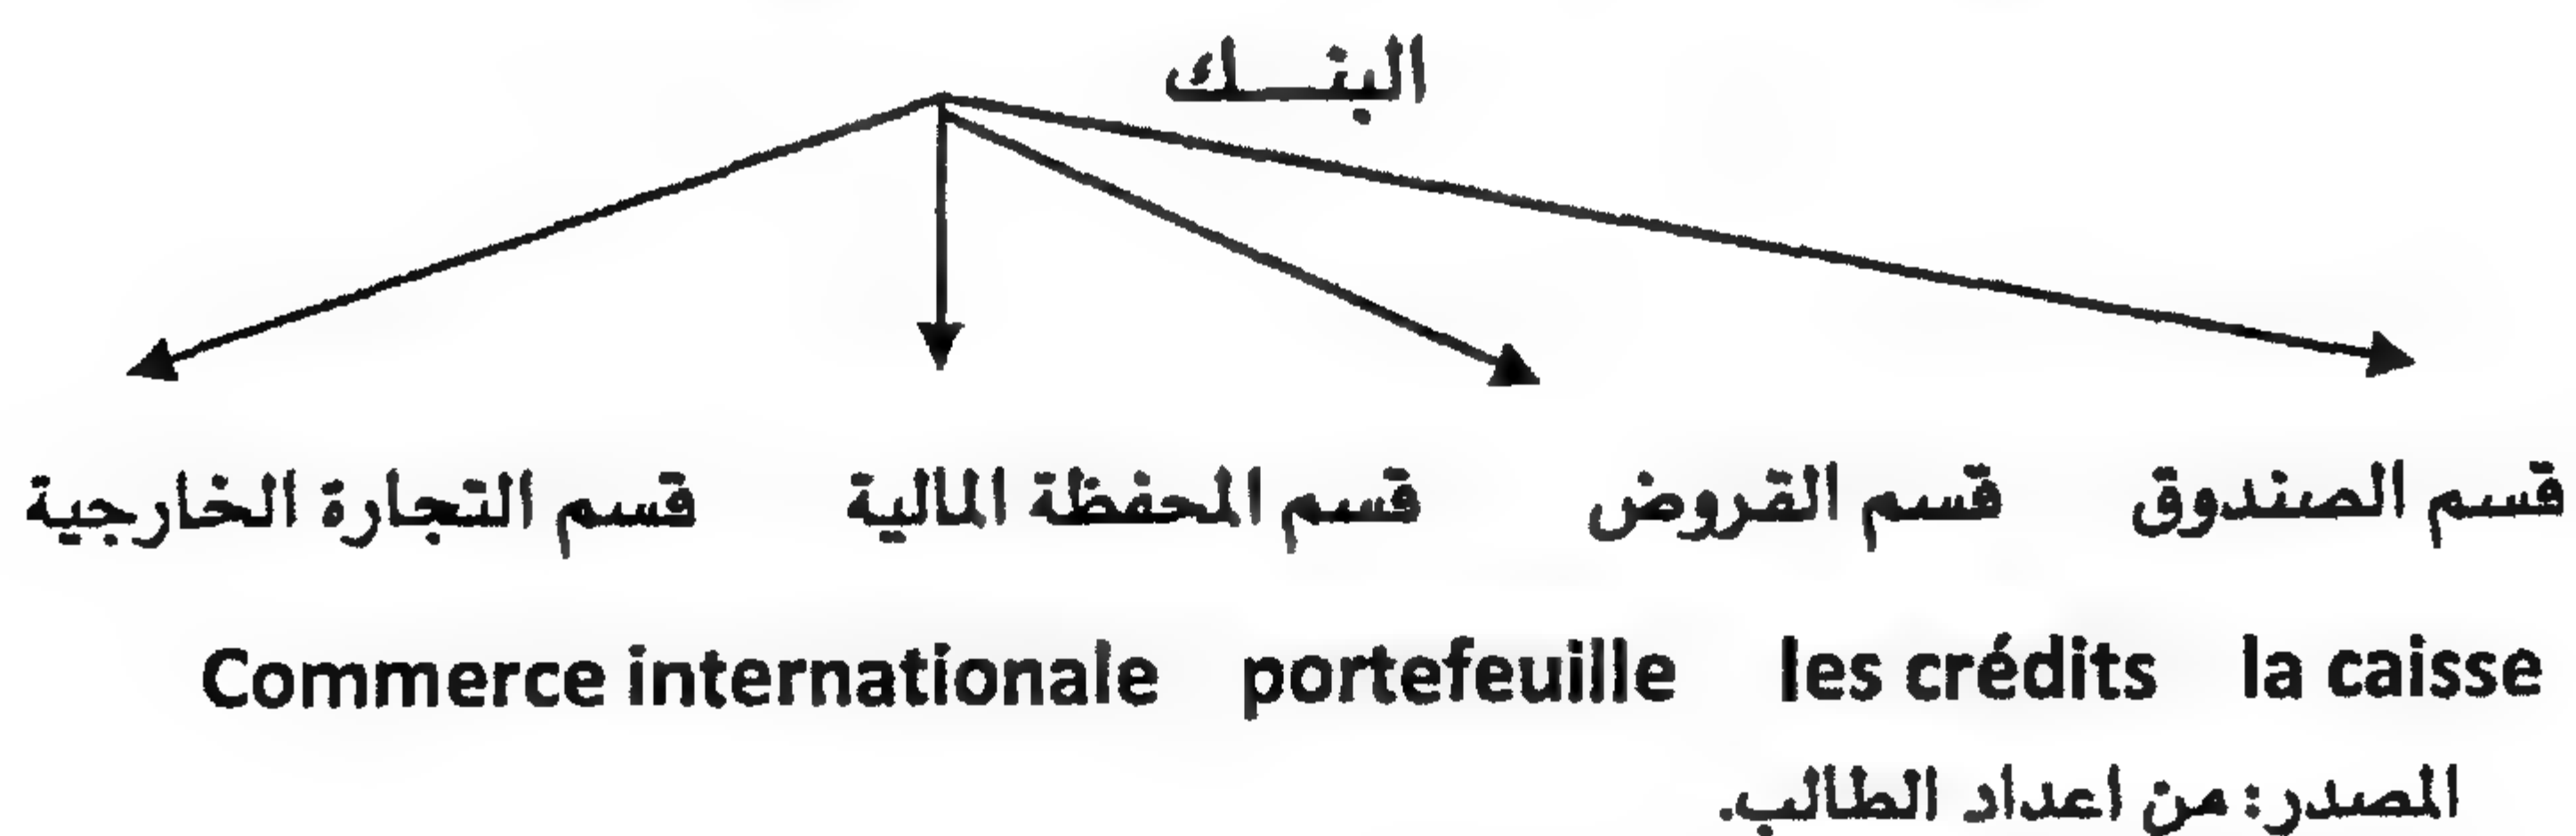 البنــك
قسم الصندوق قسم القروض قسم المحفظة المالية قسم التجارة الخارجية
Commerce internationale portefeuille les crédits la caisse
المصدر: من اعداد الطالب.